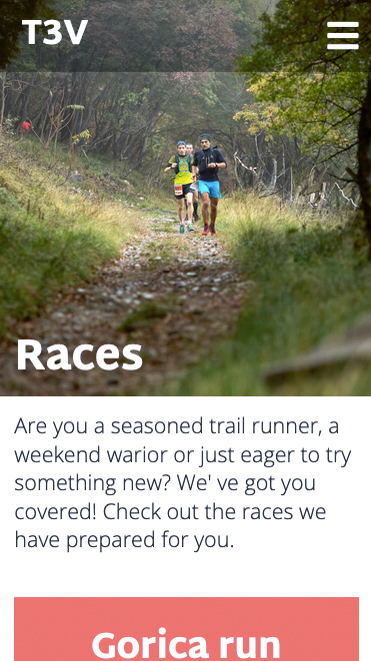 T3V
Races
Are you a seasoned trail runner, a
weekend warior or just eager to try
something new? We' ve got you
covered! Check out the races we
have prepared for you.
Gorica run